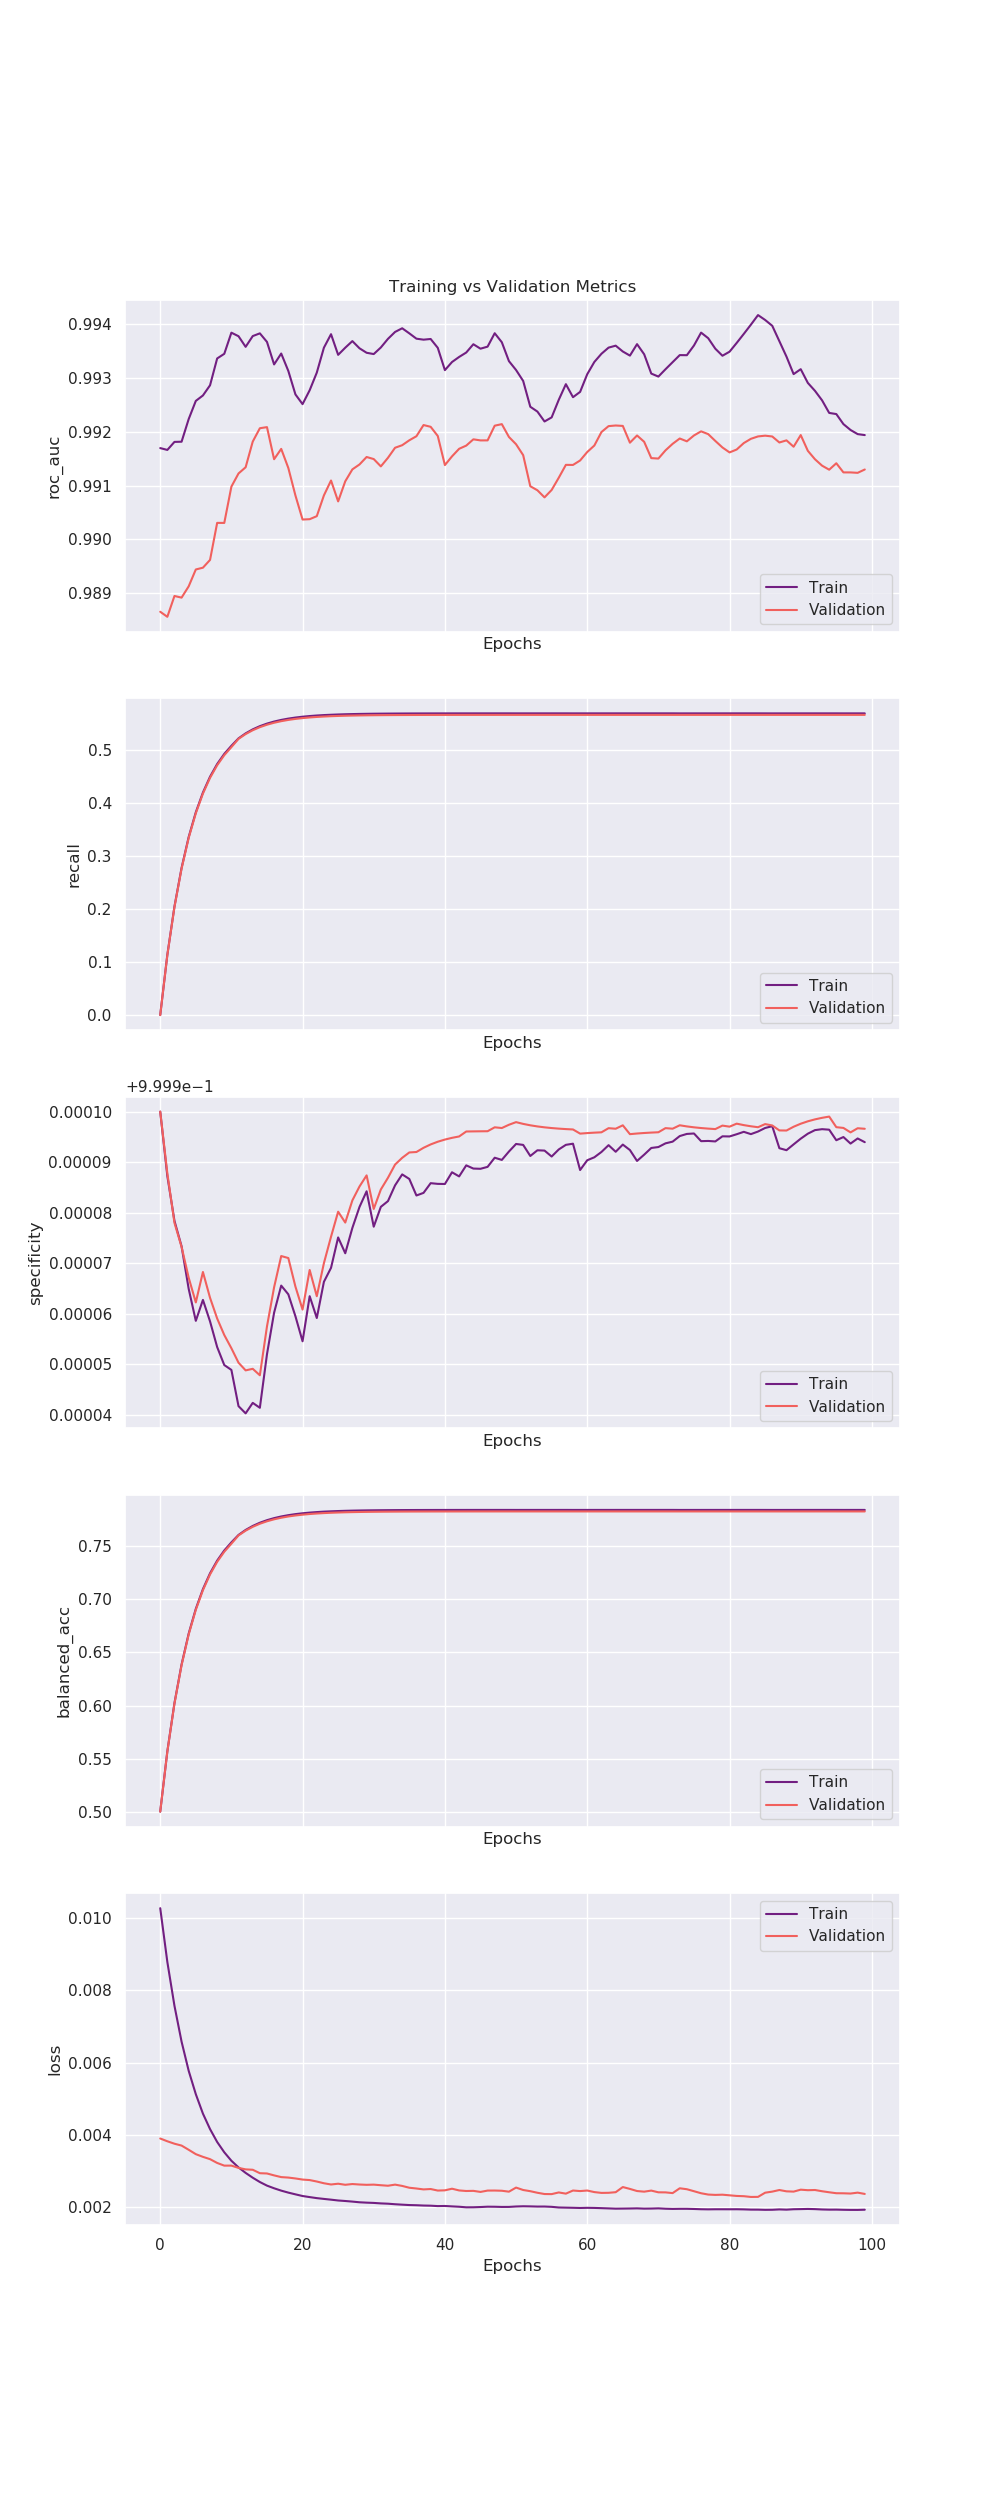 Training vs Validation Metrics
0.994
0.993
0.992
0.991
0.990
0.989
roc_auc
Train
Validation
Epochs
0.5
0.4
0.3
0.2
0.1
0.0
recall
Train
Validation
Epochs
+9.999e−1
0.00010
0.00009
0.00008
0.00007
0.00006
0.00005
0.00004
specificity
Train
Validation
Epochs
0.75
0.70
0.65
0.60
0.55
0.50
balanced_acc
Train
Validation
Epochs
0.010
0.008
0.006
0.004
0.002
loss
Train
Validation
0 20 40 60 80 100
Epochs